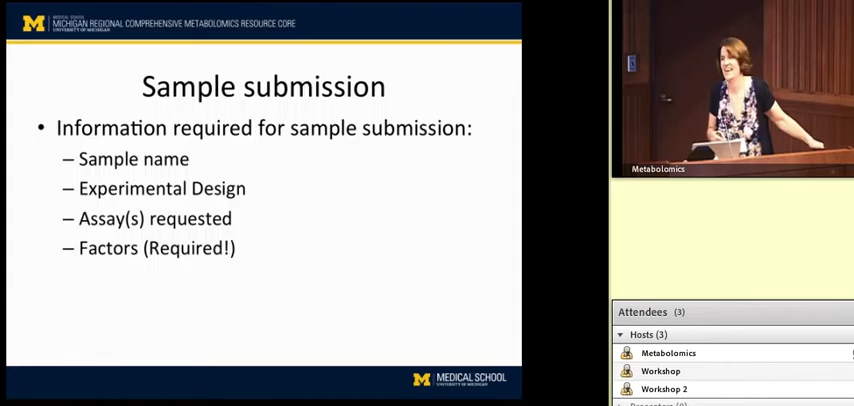 M
MEDICAL SCHOOL
MICHIGAN REGIONAL COMPREHENSIVE METABOLOMICS RESOURCE CORE
UNIVERSITY OF MICHIGAN
Sample submission
• Information required for sample submission:
– Sample name
– Experimental Design
– Assay(s) requested
– Factors (Required!)
M MEDICAL SCHOOL
UNIVERSITY OF MICHIGAN
Metabolomics
Attendees (3)
Hosts (3)
Metabolomics
Workshop
Workshop 2